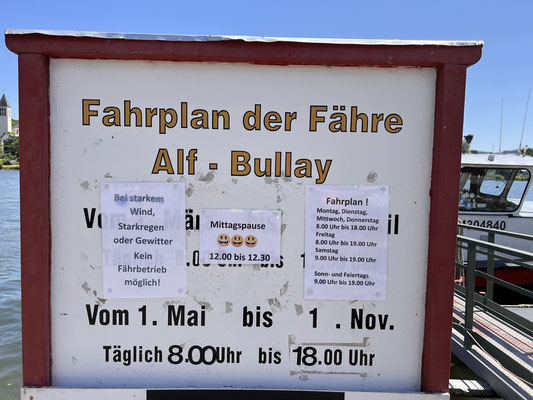 Fahrplan der Fähre
Alf - Bullay
Bei starkem
Wind,
Starkregen
oder Gewitter
Kein
Fährbetrieb
möglich!
Mittagspause
😃😃😃
12.00 bis 12.30
Fahrplan !
Montag, Dienstag,
Mittwoch, Donnerstag
8.00 Uhr bis 18.00 Uhr
Freitag
8.00 Uhr bis 19.00 Uhr
Samstag
9.00 Uhr bis 19.00 Uhr
Sonn- und Feiertags
9.00 Uhr bis 19.00 Uhr
Vom 1. Mai bis 1 . Nov.
Täglich 8.00 Uhr bis 18.00 Uhr